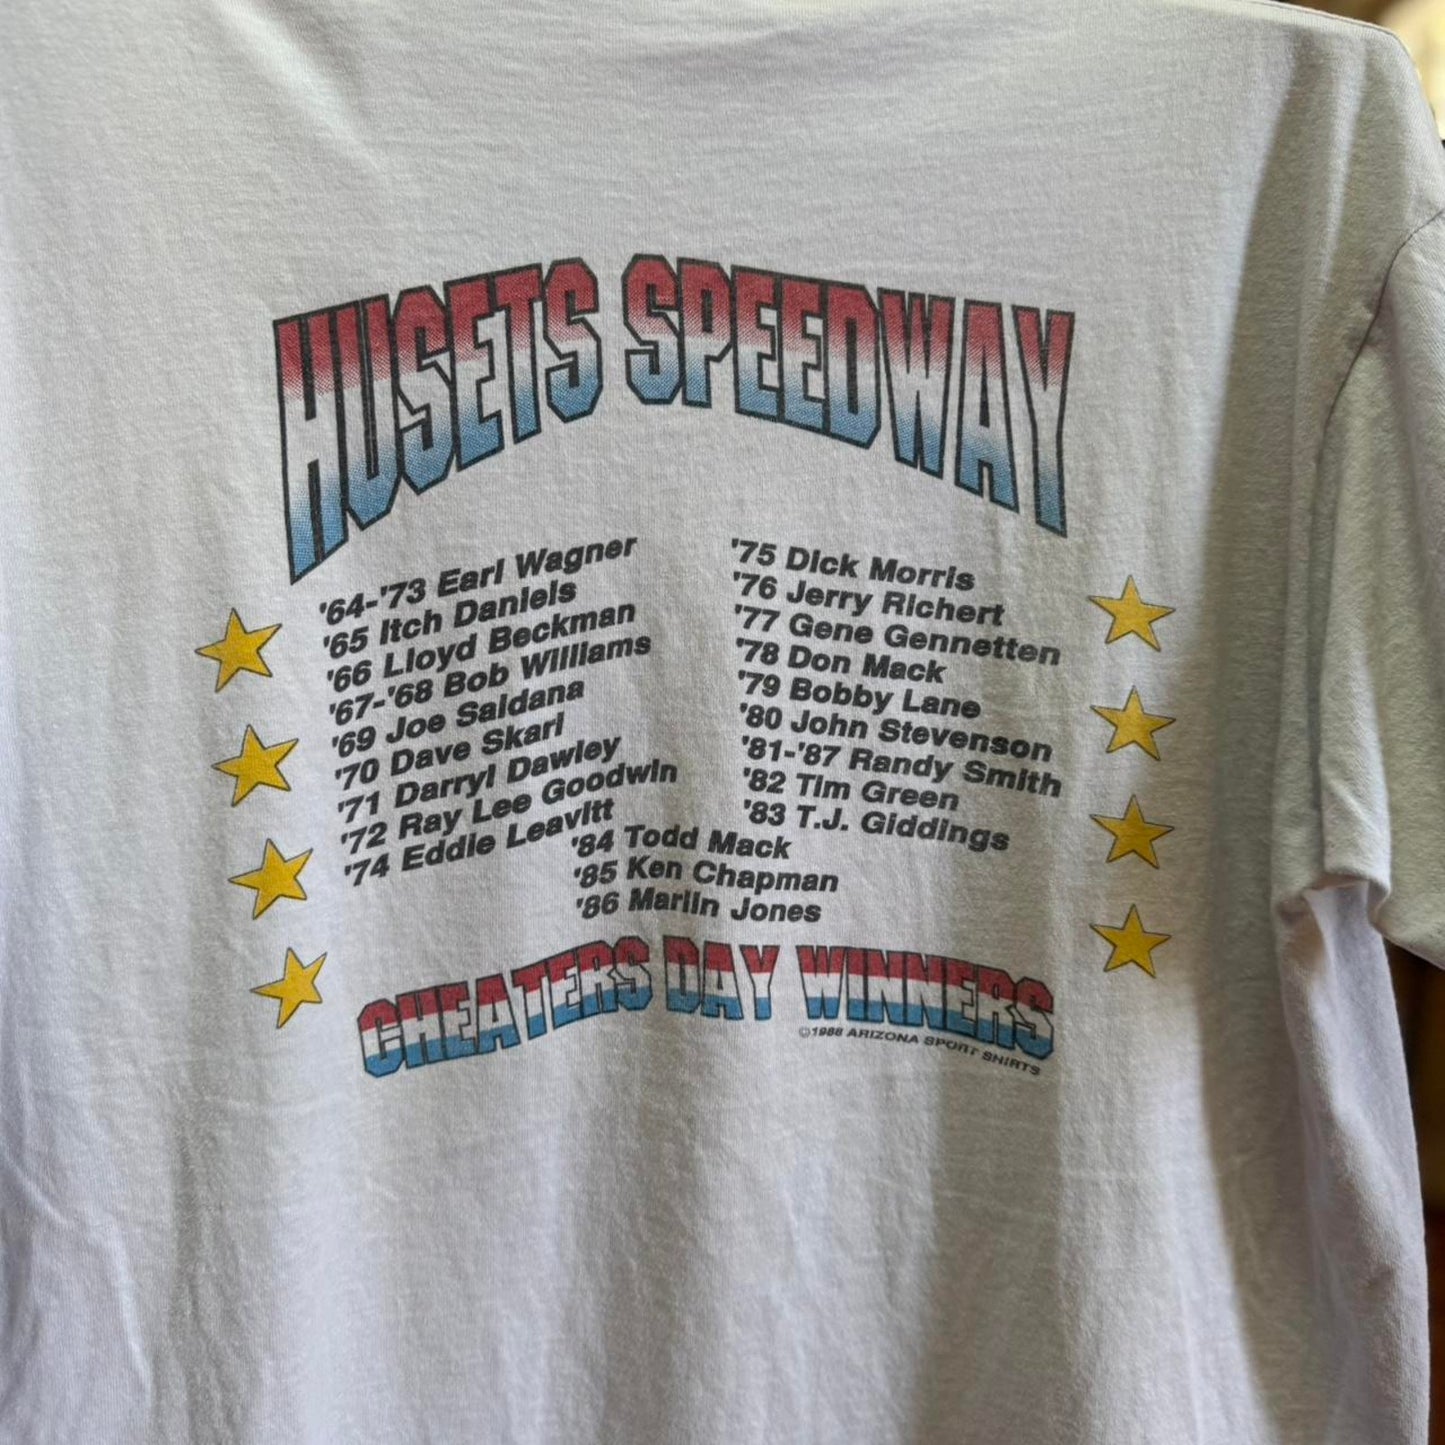 HUSETS SPEEDWAY
'64-'73 Earl Wagner
'65 Itch Daniels
'66 Lloyd Beckman
'67-'68 Bob Williams
'69 Joe Saldana
'70 Dave Skarl
'71 Darryl Dawley
'72 Ray Lee Goodwin
'74 Eddie Leavitt
'75 Dick Morris
'76 Jerry Richert
'77 Gene Gennetten
'78 Don Mack
'79 Bobby Lane
'80 John Stevenson
'81-'87 Randy Smith
'82 Tim Green
'83 T.J. Giddings
'84 Todd Mack
'85 Ken Chapman
'86 Marlin Jones
CHEATERS DAY WINNERS
©1988 ARIZONA SPORT SHIRTS